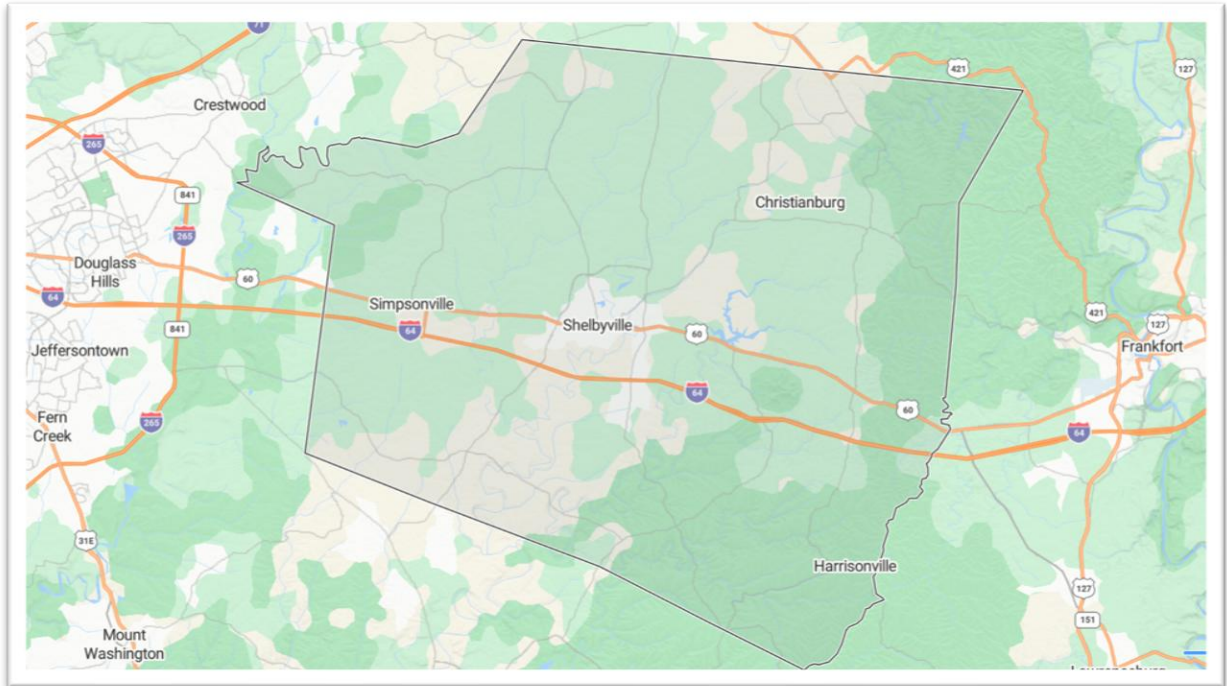 71
Crestwood
421
127
265
841
Christianburg
265
Douglass
Hills
60
64
Simpsonville
Shelbyville
64
60
841
421
127
Jeffersontown
Frankfort
64
60
Fern
Creek
265
64
31E
Harrisonville
127
151
Mount
Washington